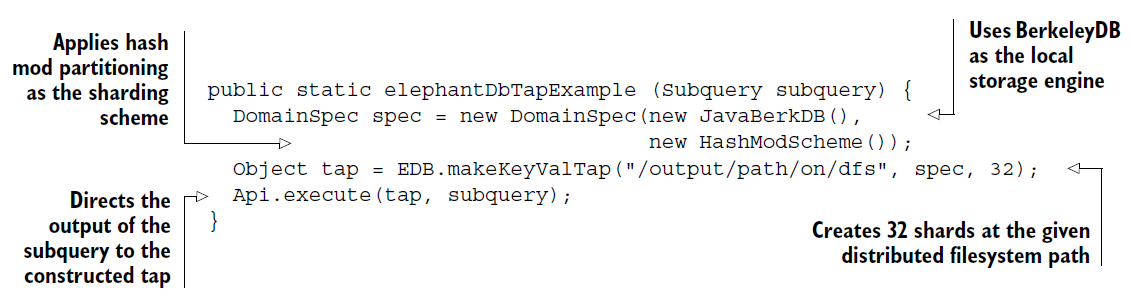 Applies hash
mod partitioning
as the sharding
scheme
Uses BerkeleyDB
as the local
storage engine
public static elephantDbTapExample (Subquery subquery) {
DomainSpec spec = new DomainSpec(new JavaBerkDB(),
new HashModScheme());
Object tap = EDB.makeKeyValTap("/output/path/on/dfs", spec, 32);
Api.execute(tap, subquery);
}
Directs the
output of the
subquery to the
constructed tap
Creates 32 shards at the given
distributed filesystem path